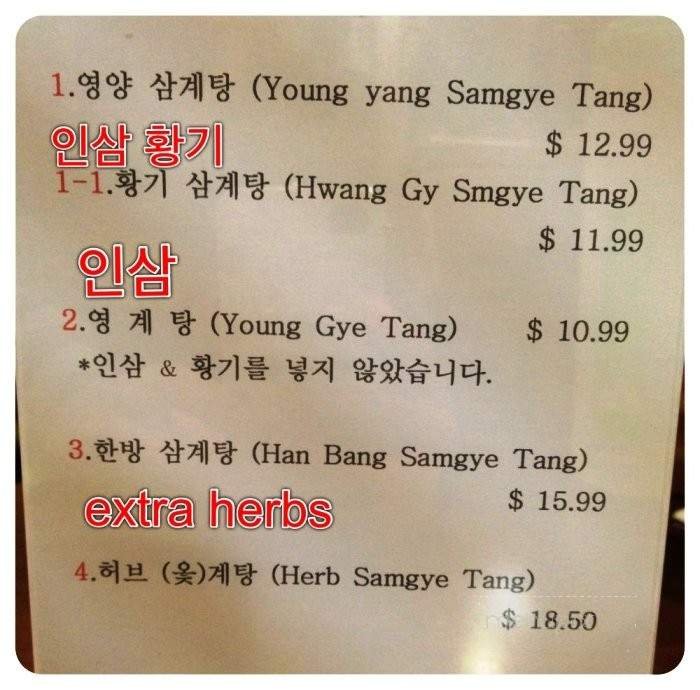 1.영양 삼계탕 (Young yang Samgye Tang)
$ 12.99
인삼 황기
1-1.황기 삼계탕 (Hwang Gy Smgye Tang)
$ 11.99
인삼
2.영 계 탕 (Young Gye Tang) $ 10.99
*인삼 & 황기를 넣지 않았습니다.
3.한방 삼계탕 (Han Bang Samgye Tang)
$ 15.99
extra herbs
4.허브 (옻)계탕 (Herb Samgye Tang)
$ 18.50